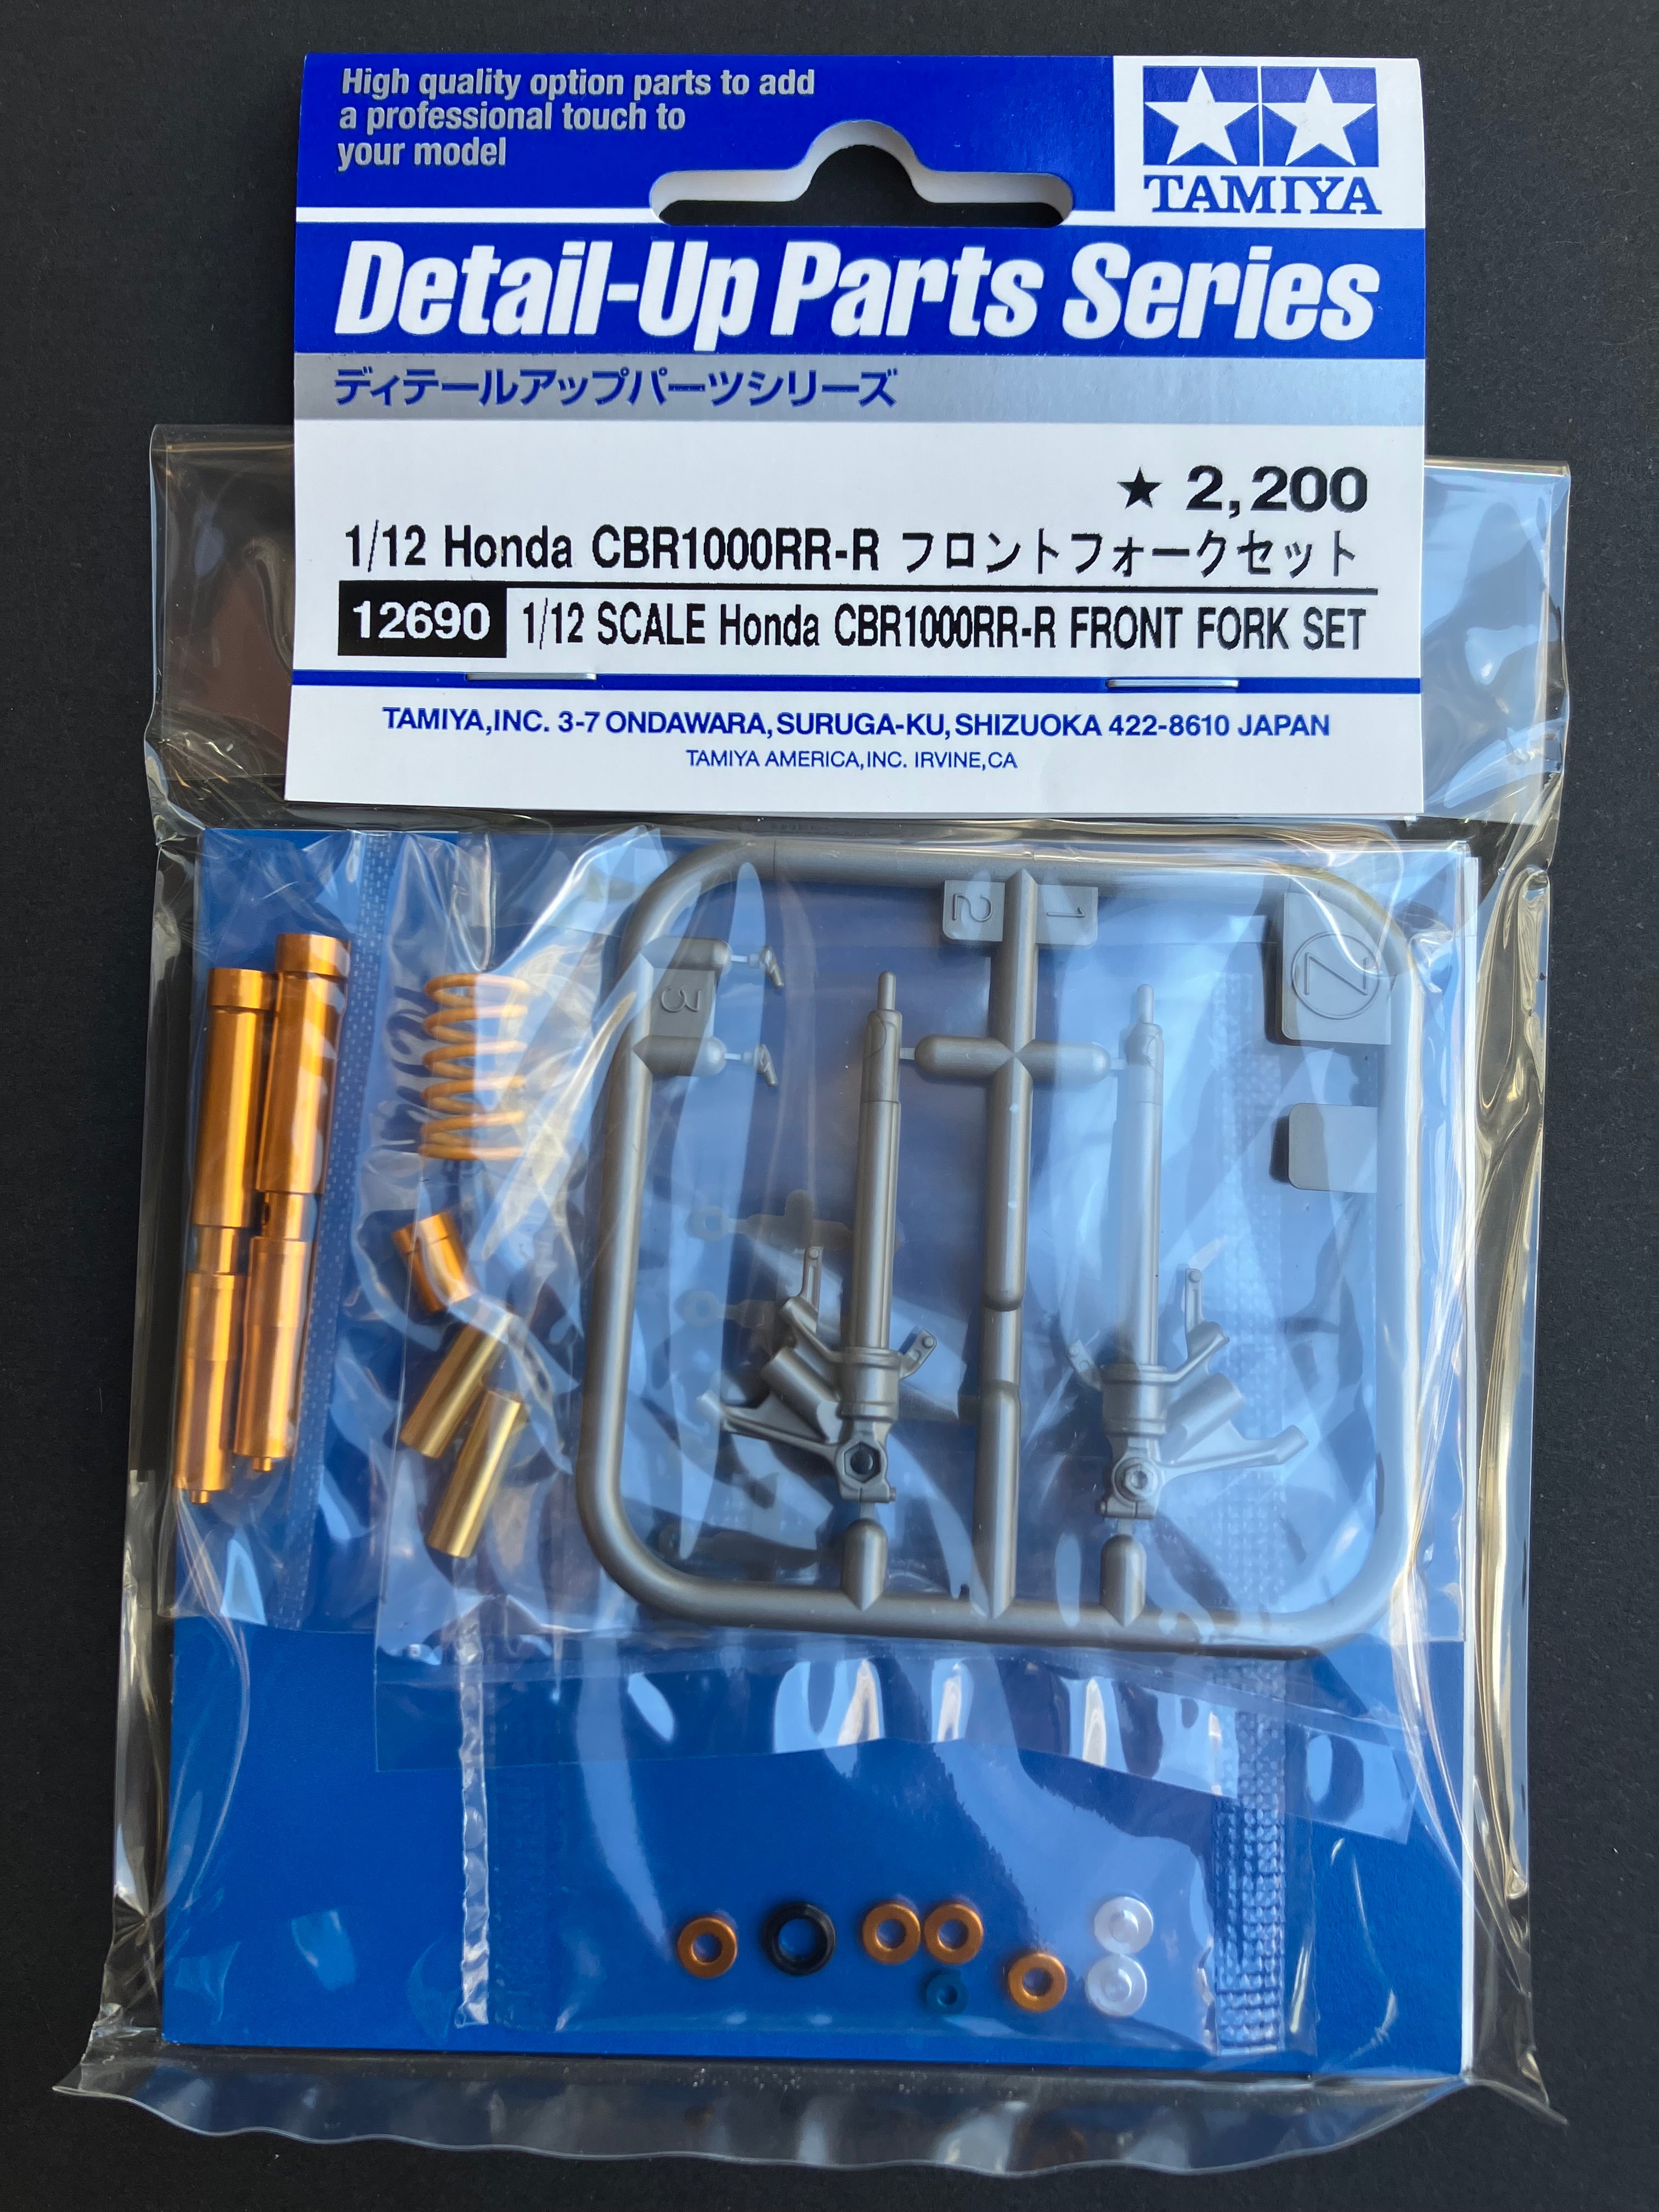 High quality option parts to add
a professional touch to
your model
TAMIYA
Detail-Up Parts Series
ディテールアップパーツシリーズ
★ 2,200
1/12 Honda CBR1000RR-R フロントフォークセット
12690 1/12 SCALE Honda CBR1000RR-R FRONT FORK SET
TAMIYA,INC. 3-7 ONDAWARA, SURUGA-KU, SHIZUOKA 422-8610 JAPAN
TAMIYA AMERICA, INC. IRVINE, CA
2
1
Z
3